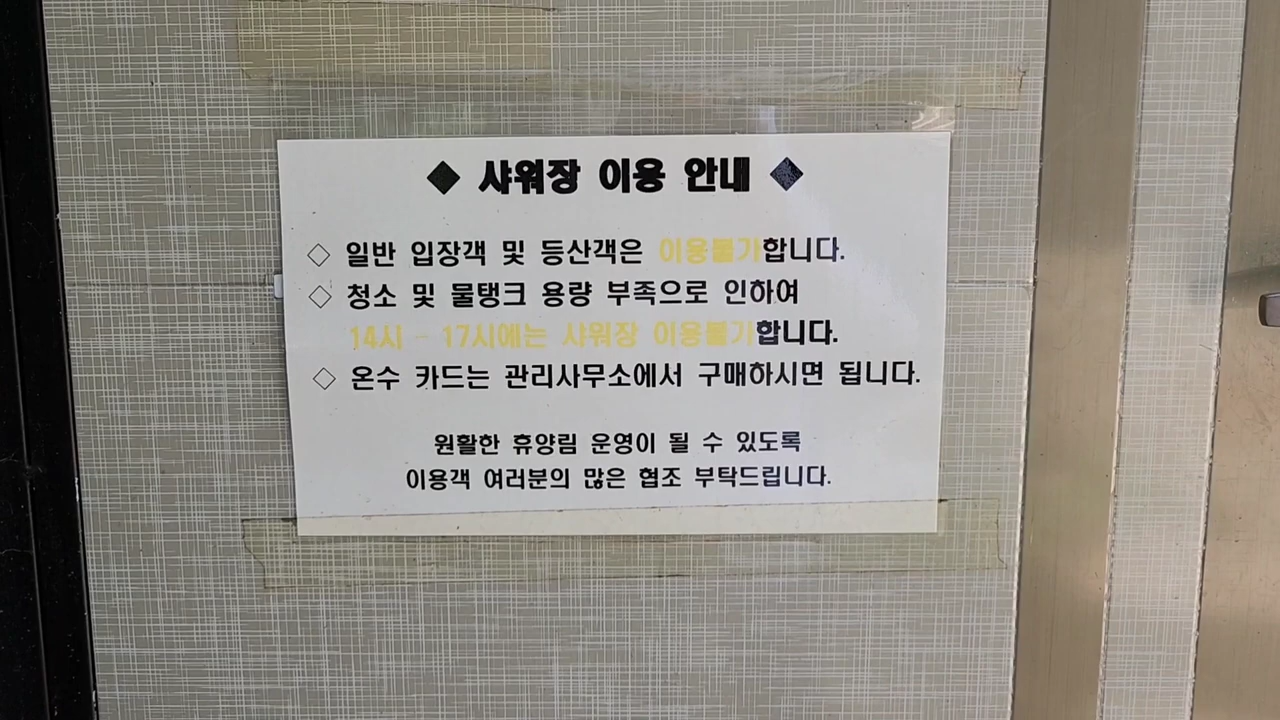 ◆ 샤워장 이용 안내 ◆
◇ 일반 입장객 및 등산객은 이용불가합니다.
◇ 청소 및 물탱크 용량 부족으로 인하여
14시 - 17시에는 샤워장 이용불가합니다.
◇ 온수 카드는 관리사무소에서 구매하시면 됩니다.
원활한 휴양림 운영이 될 수 있도록
이용객 여러분의 많은 협조 부탁드립니다.